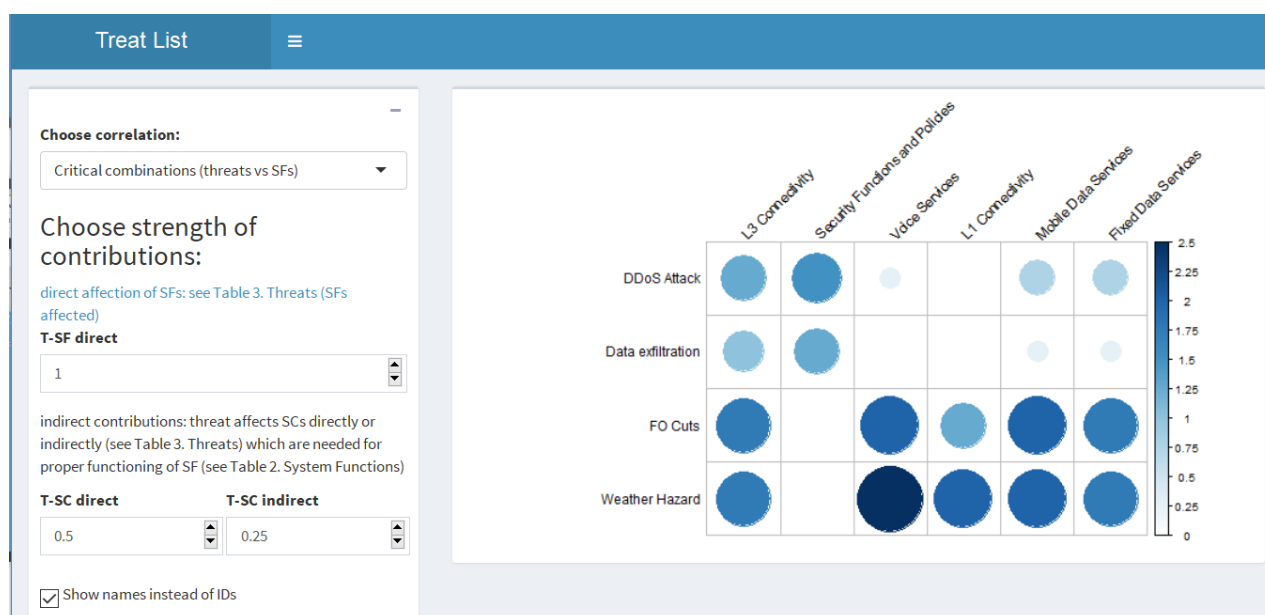 Treat List
Choose correlation:
Critical combinations (threats vs SFs)
Choose strength of
contributions:
direct affection of SFs: see Table 3. Threats (SFs
affected)
T-SF direct
1
indirect contributions: threat affects SCs directly or
indirectly (see Table 3. Threats) which are needed for
proper functioning of SF (see Table 2. System Functions)
T-SC direct T-SC indirect
0.5 0.25
Show names instead of IDs
L3 Connectivity
Security Functions and Policies
Voice Services
L1 Connectivity
Mobile Data Services
Fixed Data Services
DDoS Attack
Data exfiltration
FO Cuts
Weather Hazard
2.5
2.25
2
1.75
1.5
1.25
1
0.75
0.5
0.25
0